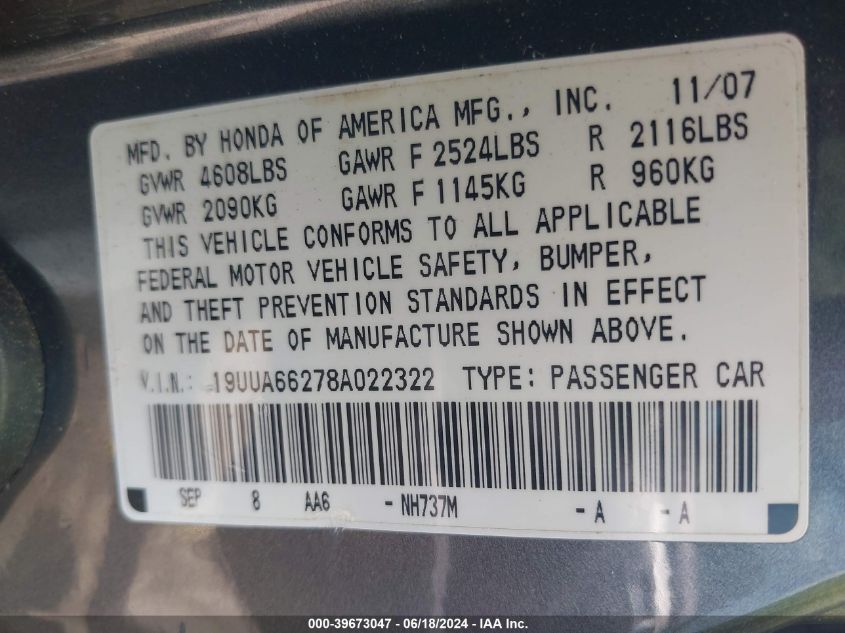 MFD. BY HONDA OF AMERICA MFG., INC. 11/07
GVWR 4608LBS GAWR F 2524LBS R 2116LBS
GVWR 2090KG GAWR F 1145KG R 960KG
THIS VEHICLE CONFORMS TO ALL APPLICABLE
FEDERAL MOTOR VEHICLE SAFETY, BUMPER,
AND THEFT PREVENTION STANDARDS IN EFFECT
ON THE DATE OF MANUFACTURE SHOWN ABOVE.
V.I.N.: 19UUA66278A022322 TYPE: PASSENGER CAR
SEP 8 AA6 - NH737M - A - A
000-39673047 - 06/18/2024 - IAA Inc.